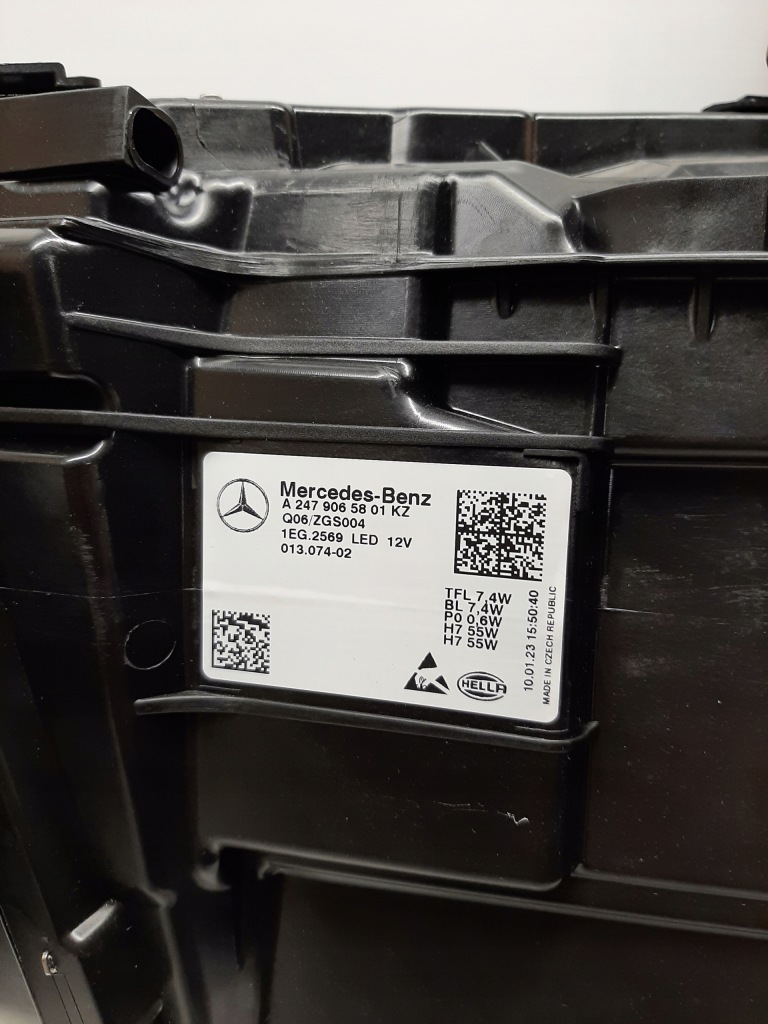 Mercedes-Benz
A 247 906 58 01 KZ
Q06/ZGS004
1EG.2569 LED 12V
013.074-02
TFL 7,4W
BL 7,4W
P0 0,6W
H7 55W
H7 55W
HELLA
10.01.23 15:50:40
MADE IN CZECH REPUBLIC